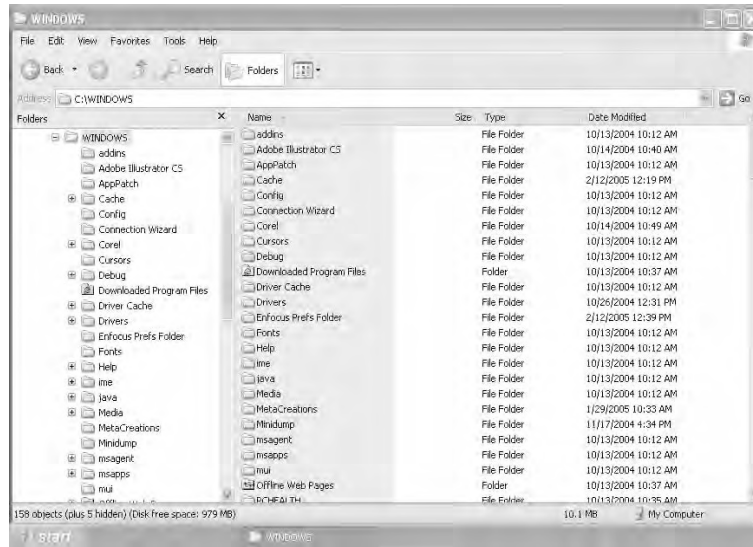 WINDOWS
File Edit View Favorites Tools Help
Back Search Folders
Address C:\WINDOWS Go
Folders x Name Size Type Date Modified
WINDOWS
addins
Adobe Illustrator CS
AppPatch
Cache
Config
Connection Wizard
Corel
Cursors
Debug
Downloaded Program Files
Driver Cache
Drivers
Enfocus Prefs Folder
Fonts
Help
ime
java
Media
MetaCreations
Minidump
msagent
msapps
mui
addins File Folder 10/13/2004 10:12 AM
Adobe Illustrator CS File Folder 10/14/2004 10:40 AM
AppPatch File Folder 10/13/2004 10:12 AM
Cache File Folder 2/12/2005 12:19 PM
Config File Folder 10/13/2004 10:12 AM
Connection Wizard File Folder 10/13/2004 10:12 AM
Corel File Folder 10/14/2004 10:49 AM
Cursors File Folder 10/13/2004 10:12 AM
Debug File Folder 10/13/2004 10:12 AM
Downloaded Program Files Folder 10/13/2004 10:37 AM
Driver Cache File Folder 10/13/2004 10:12 AM
Drivers File Folder 10/26/2004 12:31 PM
Enfocus Prefs Folder File Folder 2/12/2005 12:39 PM
Fonts File Folder 10/13/2004 10:12 AM
Help File Folder 10/13/2004 10:12 AM
ime File Folder 10/13/2004 10:12 AM
java File Folder 10/13/2004 10:12 AM
Media File Folder 10/13/2004 10:12 AM
MetaCreations File Folder 1/29/2005 10:33 AM
Minidump File Folder 11/17/2004 4:34 PM
msagent File Folder 10/13/2004 10:12 AM
msapps File Folder 10/13/2004 10:12 AM
mui File Folder 10/13/2004 10:12 AM
Offline Web Pages Folder 10/13/2004 10:37 AM
PCHEALTH File Folder 10/13/2004 10:35 AM
158 objects (plus 5 hidden) (Disk free space: 979 MB) 10.1 MB My Computer
start WINDOWS